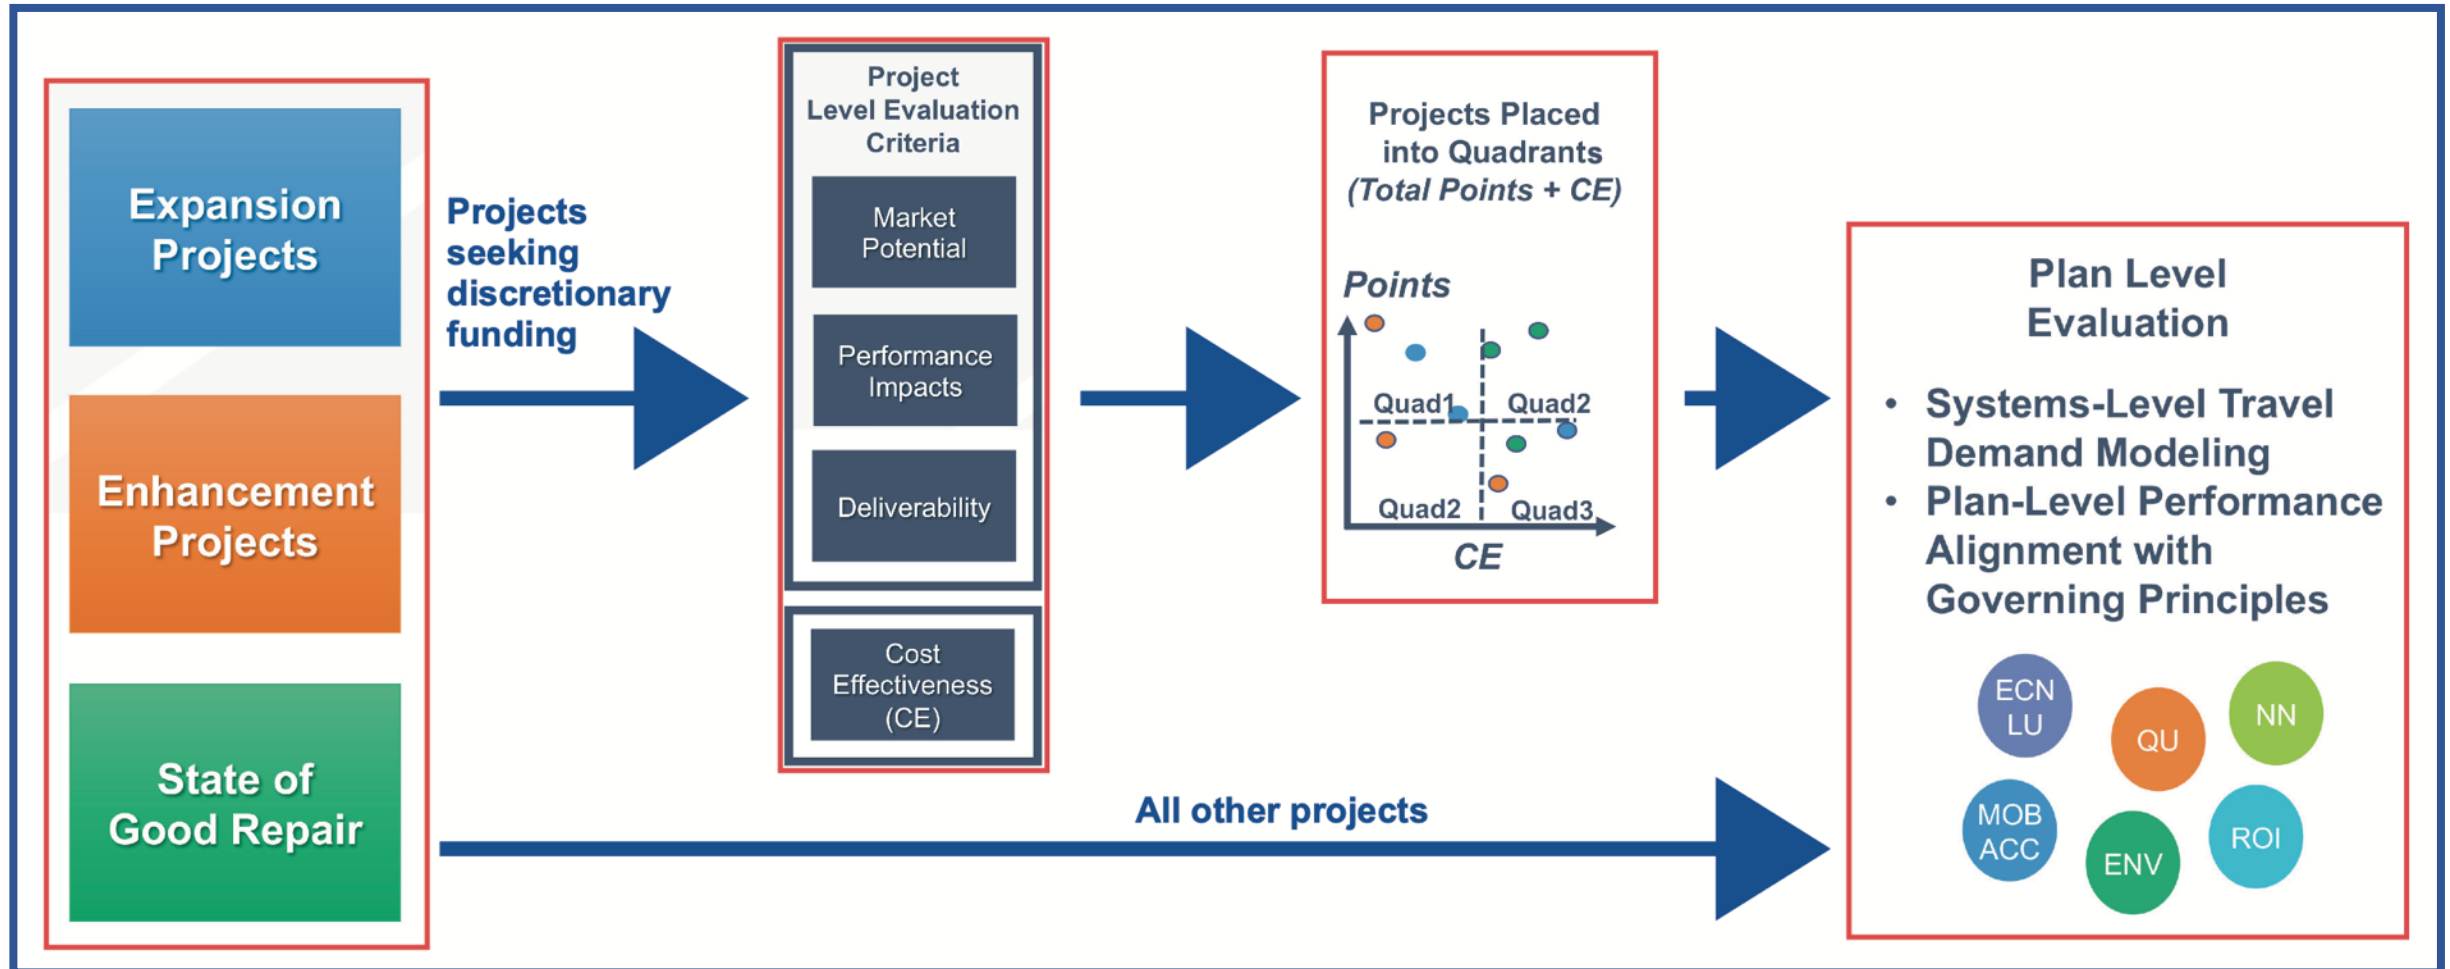 Expansion
Projects
Enhancement
Projects
State of
Good Repair
Projects
seeking
discretionary
funding
Project
Level Evaluation
Criteria
Market
Potential
Performance
Impacts
Deliverability
Cost
Effectiveness
(CE)
Projects Placed
into Quadrants
(Total Points + CE)
Points
Quad1
Quad2
Quad2
Quad3
CE
All other projects
Plan Level
Evaluation
• Systems-Level Travel
Demand Modeling
• Plan-Level Performance
Alignment with
Governing Principles
ECN
LU
QU
NN
MOB
ACC
ENV
ROI